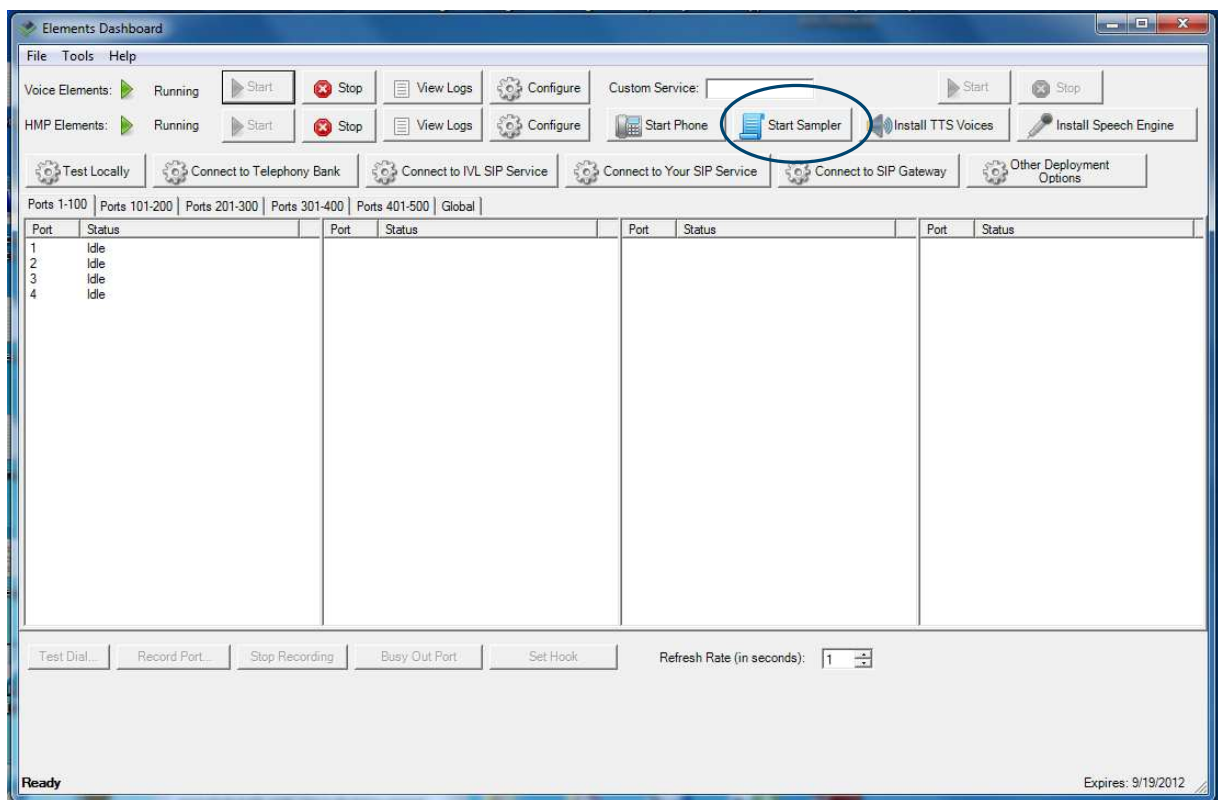 Elements Dashboard
File Tools Help
Voice Elements: Running Start Stop View Logs Configure Custom Service: Start Stop
HMP Elements: Running Start Stop View Logs Configure Start Phone Start Sampler Install TTS Voices Install Speech Engine
Test Locally Connect to Telephony Bank Connect to IVL SIP Service Connect to Your SIP Service Connect to SIP Gateway Other Deployment
Options
Ports 1-100 Ports 101-200 Ports 201-300 Ports 301-400 Ports 401-500 Global
Port Status Port Status Port Status Port Status
1 Idle
2 Idle
3 Idle
4 Idle
Test Dial... Record Port... Stop Recording Busy Out Port Set Hook Refresh Rate (in seconds): 1
Ready Expires: 9/19/2012